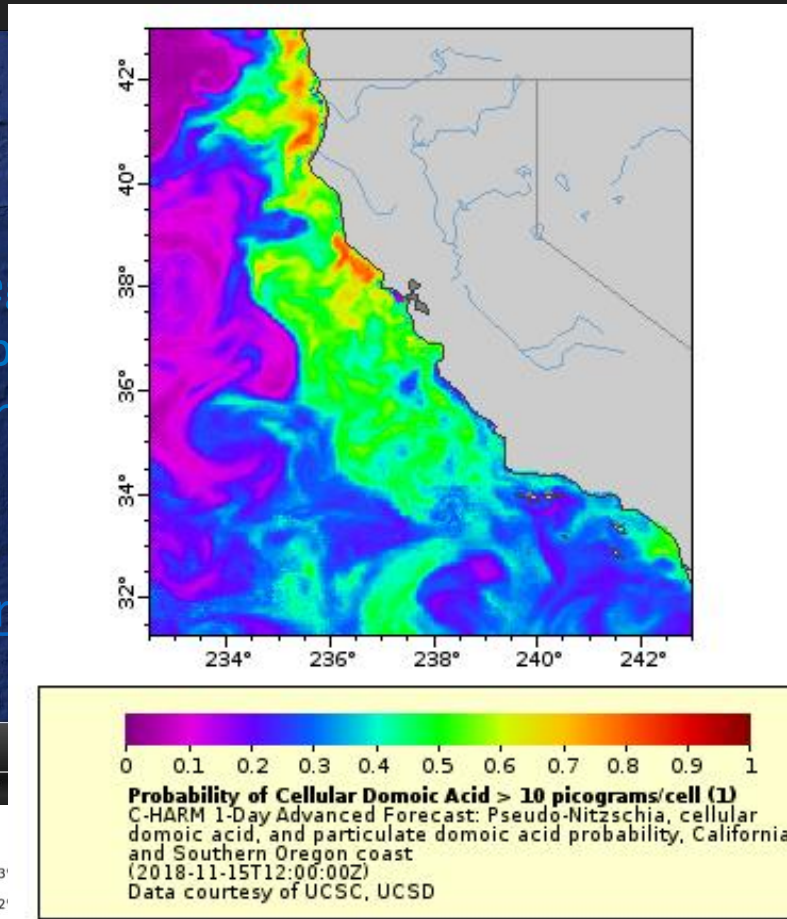 42°
40°
38°
36°
34°
32°
234° 236° 238° 240° 242°
0 0.1 0.2 0.3 0.4 0.5 0.6 0.7 0.8 0.9 1
Probability of Cellular Domoic Acid > 10 picograms/cell (1)
C-HARM 1-Day Advanced Forecast: Pseudo-Nitzschia, cellular
domoic acid, and particulate domoic acid probability, California
and Southern Oregon coast
(2018-11-15T12:00:00Z)
Data courtesy of UCSC, UCSD